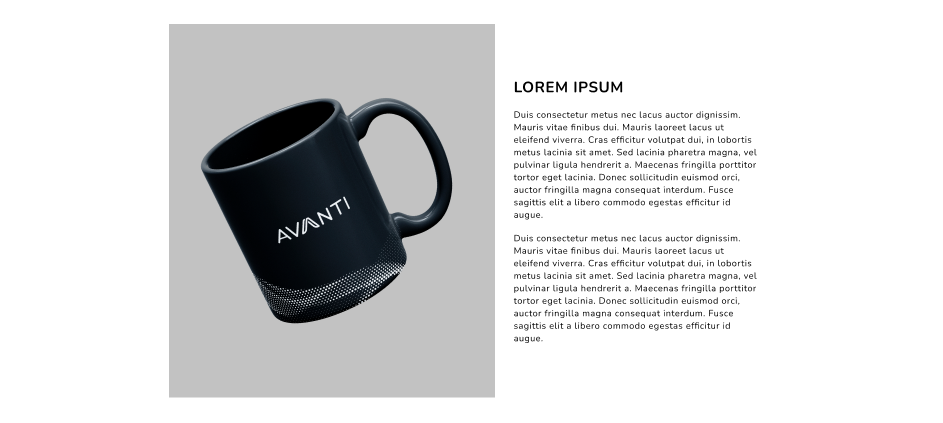 AVANTI
LOREM IPSUM
Duis consectetur metus nec lacus auctor dignissim.
Mauris vitae finibus dui. Mauris laoreet lacus ut
eleifend viverra. Cras efficitur volutpat dui, in lobortis
metus lacinia sit amet. Sed lacinia pharetra magna, vel
pulvinar ligula hendrerit a. Maecenas fringilla porttitor
tortor eget lacinia. Donec sollicitudin euismod orci,
auctor fringilla magna consequat interdum. Fusce
sagittis elit a libero commodo egestas efficitur id
augue.
Duis consectetur metus nec lacus auctor dignissim.
Mauris vitae finibus dui. Mauris laoreet lacus ut
eleifend viverra. Cras efficitur volutpat dui, in lobortis
metus lacinia sit amet. Sed lacinia pharetra magna, vel
pulvinar ligula hendrerit a. Maecenas fringilla porttitor
tortor eget lacinia. Donec sollicitudin euismod orci,
auctor fringilla magna consequat interdum. Fusce
sagittis elit a libero commodo egestas efficitur id
augue.